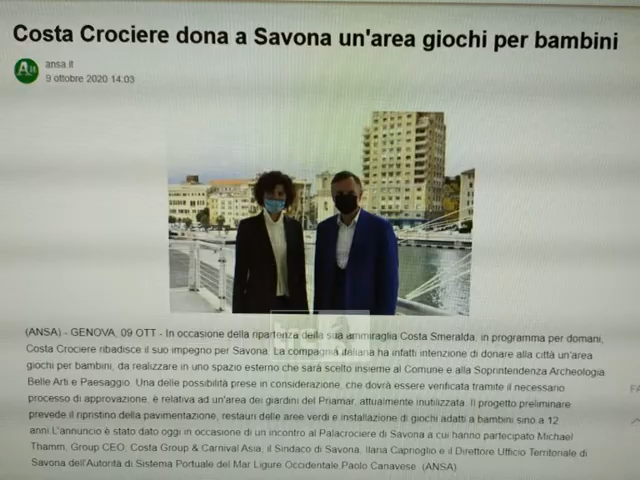 Costa Crociere dona a Savona un'area giochi per bambini
A.it
ansa.it
9 ottobre 2020 14:03
(ANSA) - GENOVA, 09 OTT - In occasione della ripartenza della sua ammiraglia Costa Smeralda, in programma per domani,
Costa Crociere ribadisce il suo impegno per Savona. La compagnia italiana ha infatti intenzione di donare alla città un'area
giochi per bambini, da realizzare in uno spazio esterno che sarà scelto insieme al Comune e alla Soprintendenza Archeologia
Belle Arti e Paesaggio. Una delle possibilità prese in considerazione, che dovrà essere verificata tramite il necessario
processo di approvazione, è relativa ad un'area dei giardini del Priamar, attualmente inutilizzata. Il progetto preliminare
prevede il ripristino della pavimentazione, restauri delle aree verdi e installazione di giochi adatti a bambini sino a 12
anni.L'annuncio è stato dato oggi in occasione di un incontro al Palacrociere di Savona a cui hanno partecipato Michael
Thamm, Group CEO, Costa Group & Carnival Asia, il Sindaco di Savona, Ilaria Caprioglio e il Direttore Ufficio Territoriale di
Savona dell'Autorità di Sistema Portuale del Mar Ligure Occidentale,Paolo Canavese. (ANSA)
FA